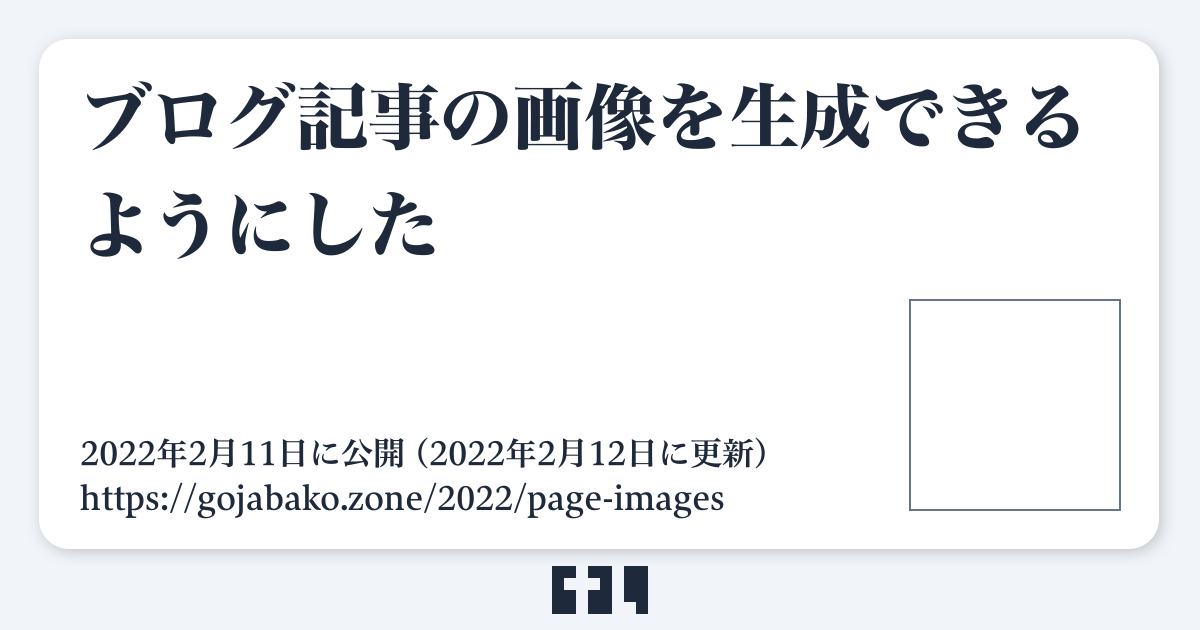 ブログ記事の画像を生成できる
ようにした
2022年2月11日に公開（2022年2月12日に更新）
https://gojabako.zone/2022/page-images